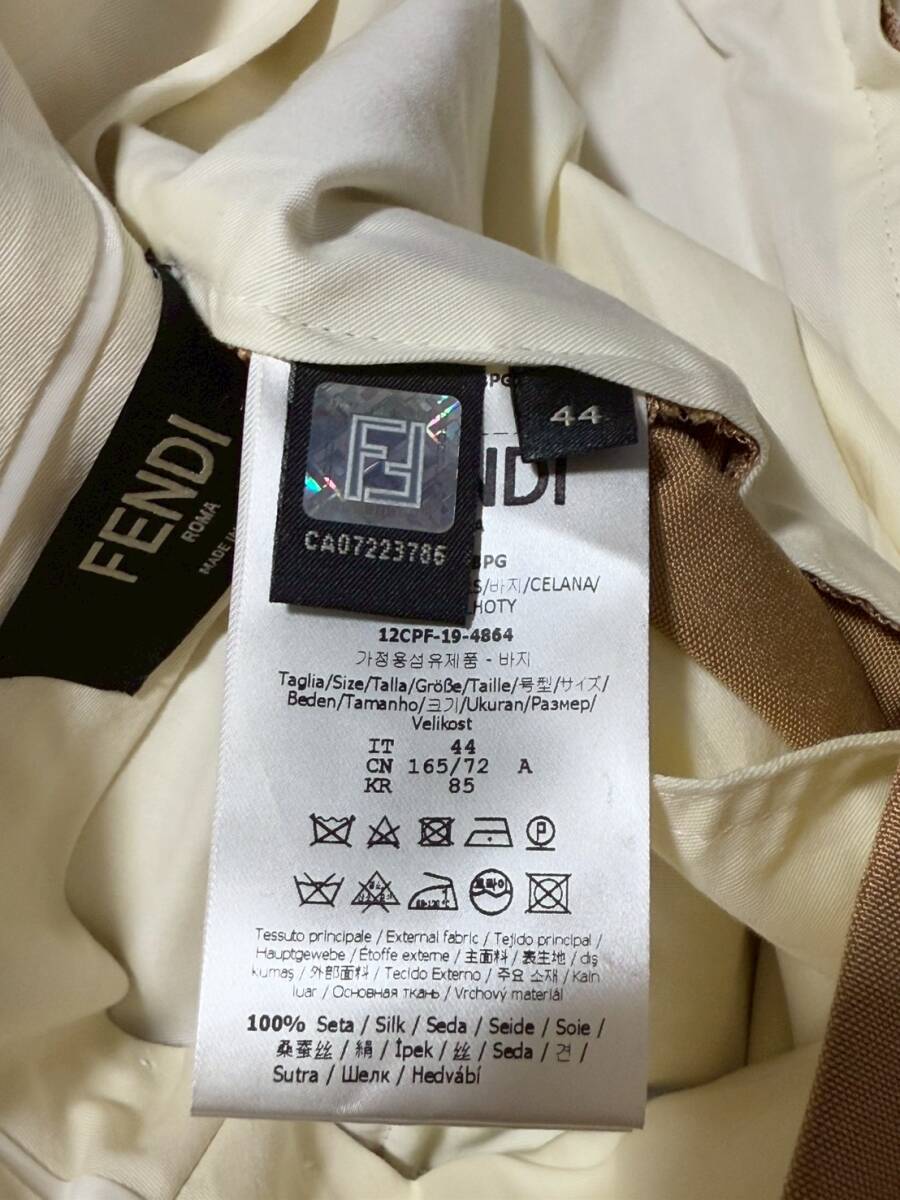 FENDI
ROMA
MADE IN
44
CA07223786
NDI
BPG
/바지/CELANA/
LHOTY
12CPF-19-4864
가정용섬유제품 - 바지
Taglia/Size/Talla/Größe/Taille/号型/サイズ/
Beden/Tamanho/크기/Ukuran/Размер/
Velikost
IT 44
CN 165/72 A
KR 85
P
드라이
Tessuto principale / External fabric / Tejido principal /
Hauptgewebe / Étoffe externe / 主面料 / 表生地 / dış
kumaş / 外部面料 / Tecido Externo / 주요 소재 / Kain
luar / Основная ткань / Vrchový materiál
100% Seta / Silk / Seda / Seide / Soie /
桑蚕丝 / 絹 / İpek / 丝 / Seda / 견 /
Sutra / Шелк / Hedvábí